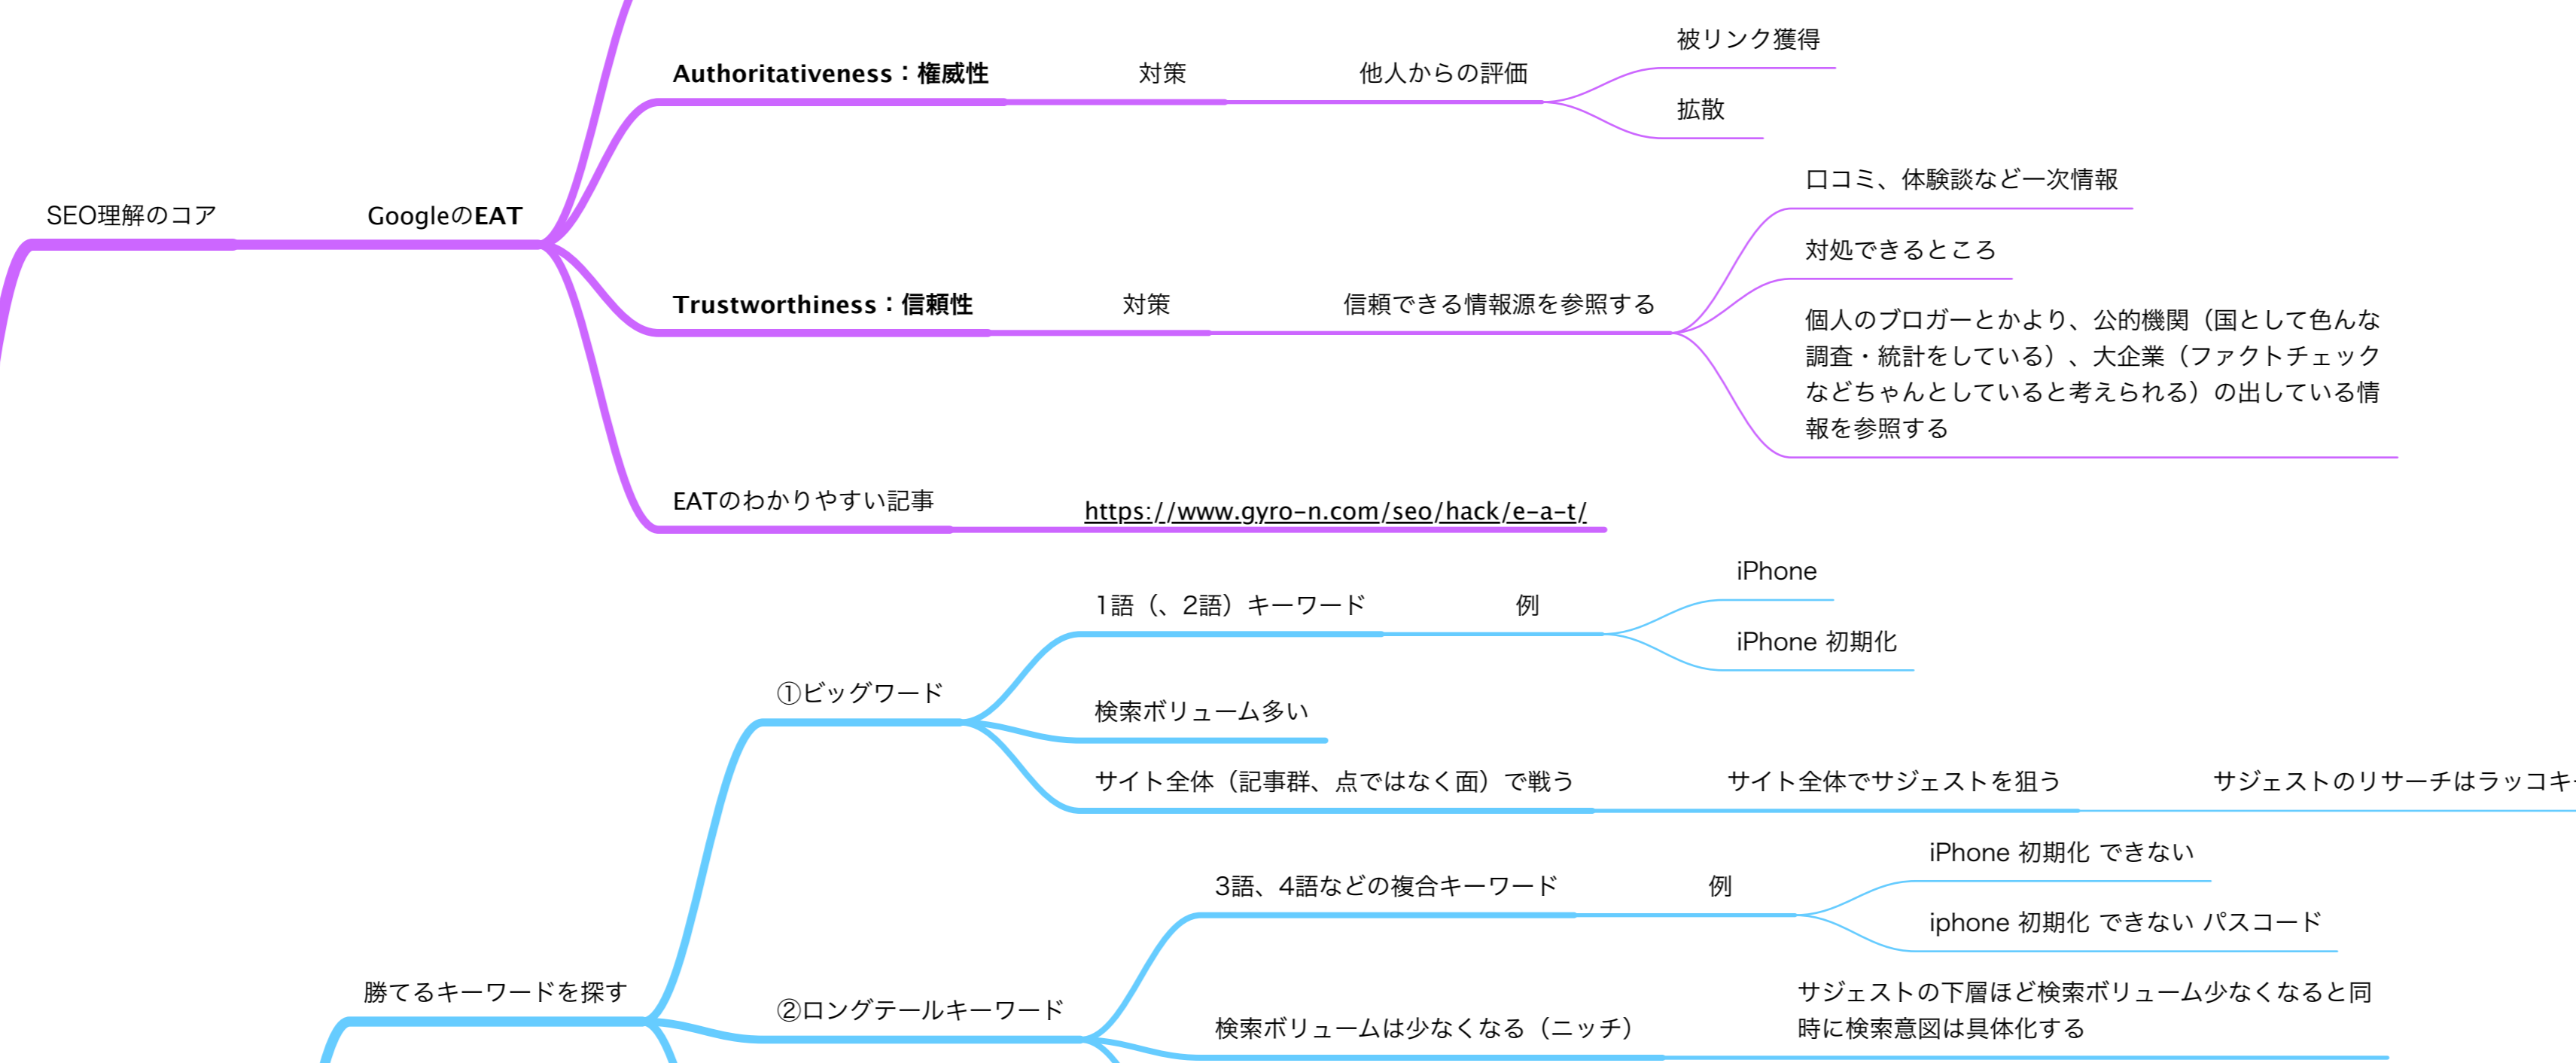 SEO理解のコア
GoogleのEAT
Authoritativeness：権威性
対策
他人からの評価
被リンク獲得
拡散
Trustworthiness：信頼性
対策
信頼できる情報源を参照する
口コミ、体験談など一次情報
対処できるところ
個人のブロガーとかより、公的機関（国として色んな
調査・統計をしている）、大企業（ファクトチェック
などちゃんとしていると考えられる）の出している情
報を参照する
EATのわかりやすい記事
https://www.gyro-n.com/seo/hack/e-a-t/
勝てるキーワードを探す
①ビッグワード
1語（、2語）キーワード
例
iPhone
iPhone 初期化
検索ボリューム多い
サイト全体（記事群、点ではなく面）で戦う
サイト全体でサジェストを狙う
サジェストのリサーチはラッコキ
②ロングテールキーワード
3語、4語などの複合キーワード
例
iPhone 初期化 できない
iphone 初期化 できない パスコード
検索ボリュームは少なくなる（ニッチ）
サジェストの下層ほど検索ボリューム少なくなると同
時に検索意図は具体化する